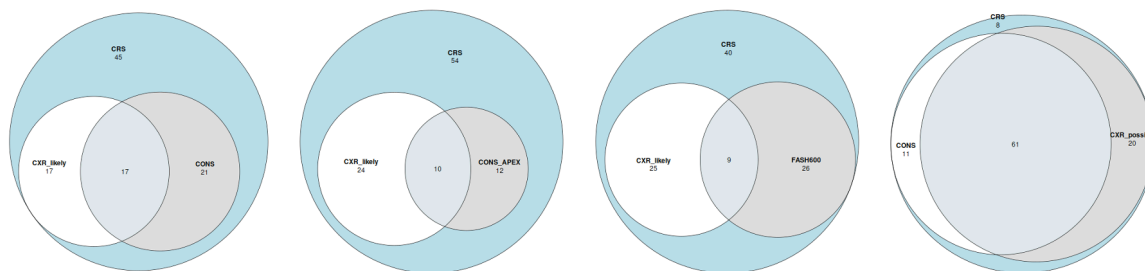 CRS
45
CXR_likely
17
17
CONS
21
CRS
54
CXR_likely
24
10
CONS_APEX
12
CRS
40
CXR_likely
25
9
FASH600
26
CRS
8
CONS
11
61
CXR_possi
20